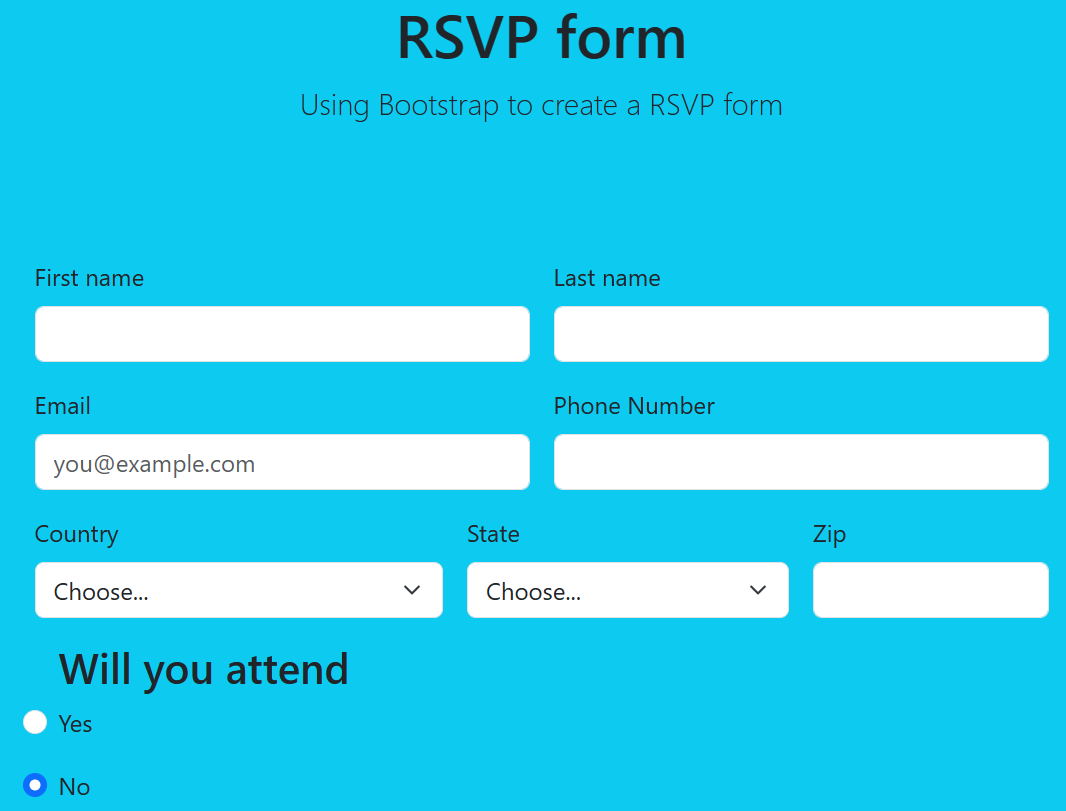 RSVP form
Using Bootstrap to create a RSVP form
First name Last name
Email Phone Number
you@example.com
Country State Zip
Choose... Choose...
Will you attend
Yes
No